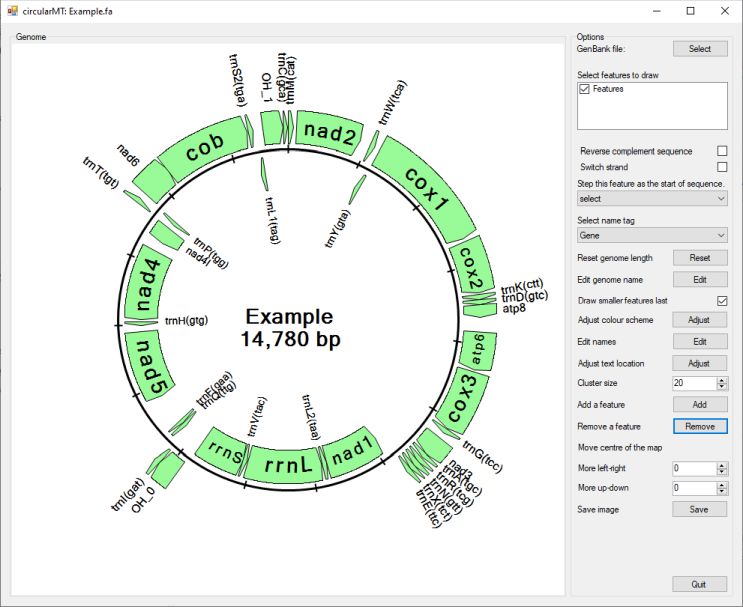 circularMT: Example.fa
Genome
trnS2(tga)
OH_1
trnC(gca)
trnM(cat)
nad2
trnW(tca)
cox1
cox2
trnK(ctt)
trnD(gtc)
atp8
atp6
cox3
trnG(tcc)
nad3
trnA(tgc)
trnR(tcg)
trnN(gtt)
trnX(tct)
trnE(ttc)
nad1
trnL2(taa)
rrnL
trnV(tac)
rrnS
OH_0
trnI(gat)
trnQ(ttg)
trnF(gaa)
nad5
trnH(gtg)
nad4
nad4l
trnP(tgg)
trnT(tgt)
nad6
cob
trnL1(tag)
trnY(gta)
Example
14,780 bp
Options
GenBank file:
Select
Select features to draw
Features
Reverse complement sequence
Switch strand
Step this feature as the start of sequence.
select
Select name tag
Gene
Reset genome length
Reset
Edit genome name
Edit
Draw smaller features last
Adjust colour scheme
Adjust
Edit names
Edit
Adjust text location
Adjust
Cluster size
20
Add a feature
Add
Remove a feature
Remove
Move centre of the map
More left-right
0
More up-down
0
Save image
Save
Quit